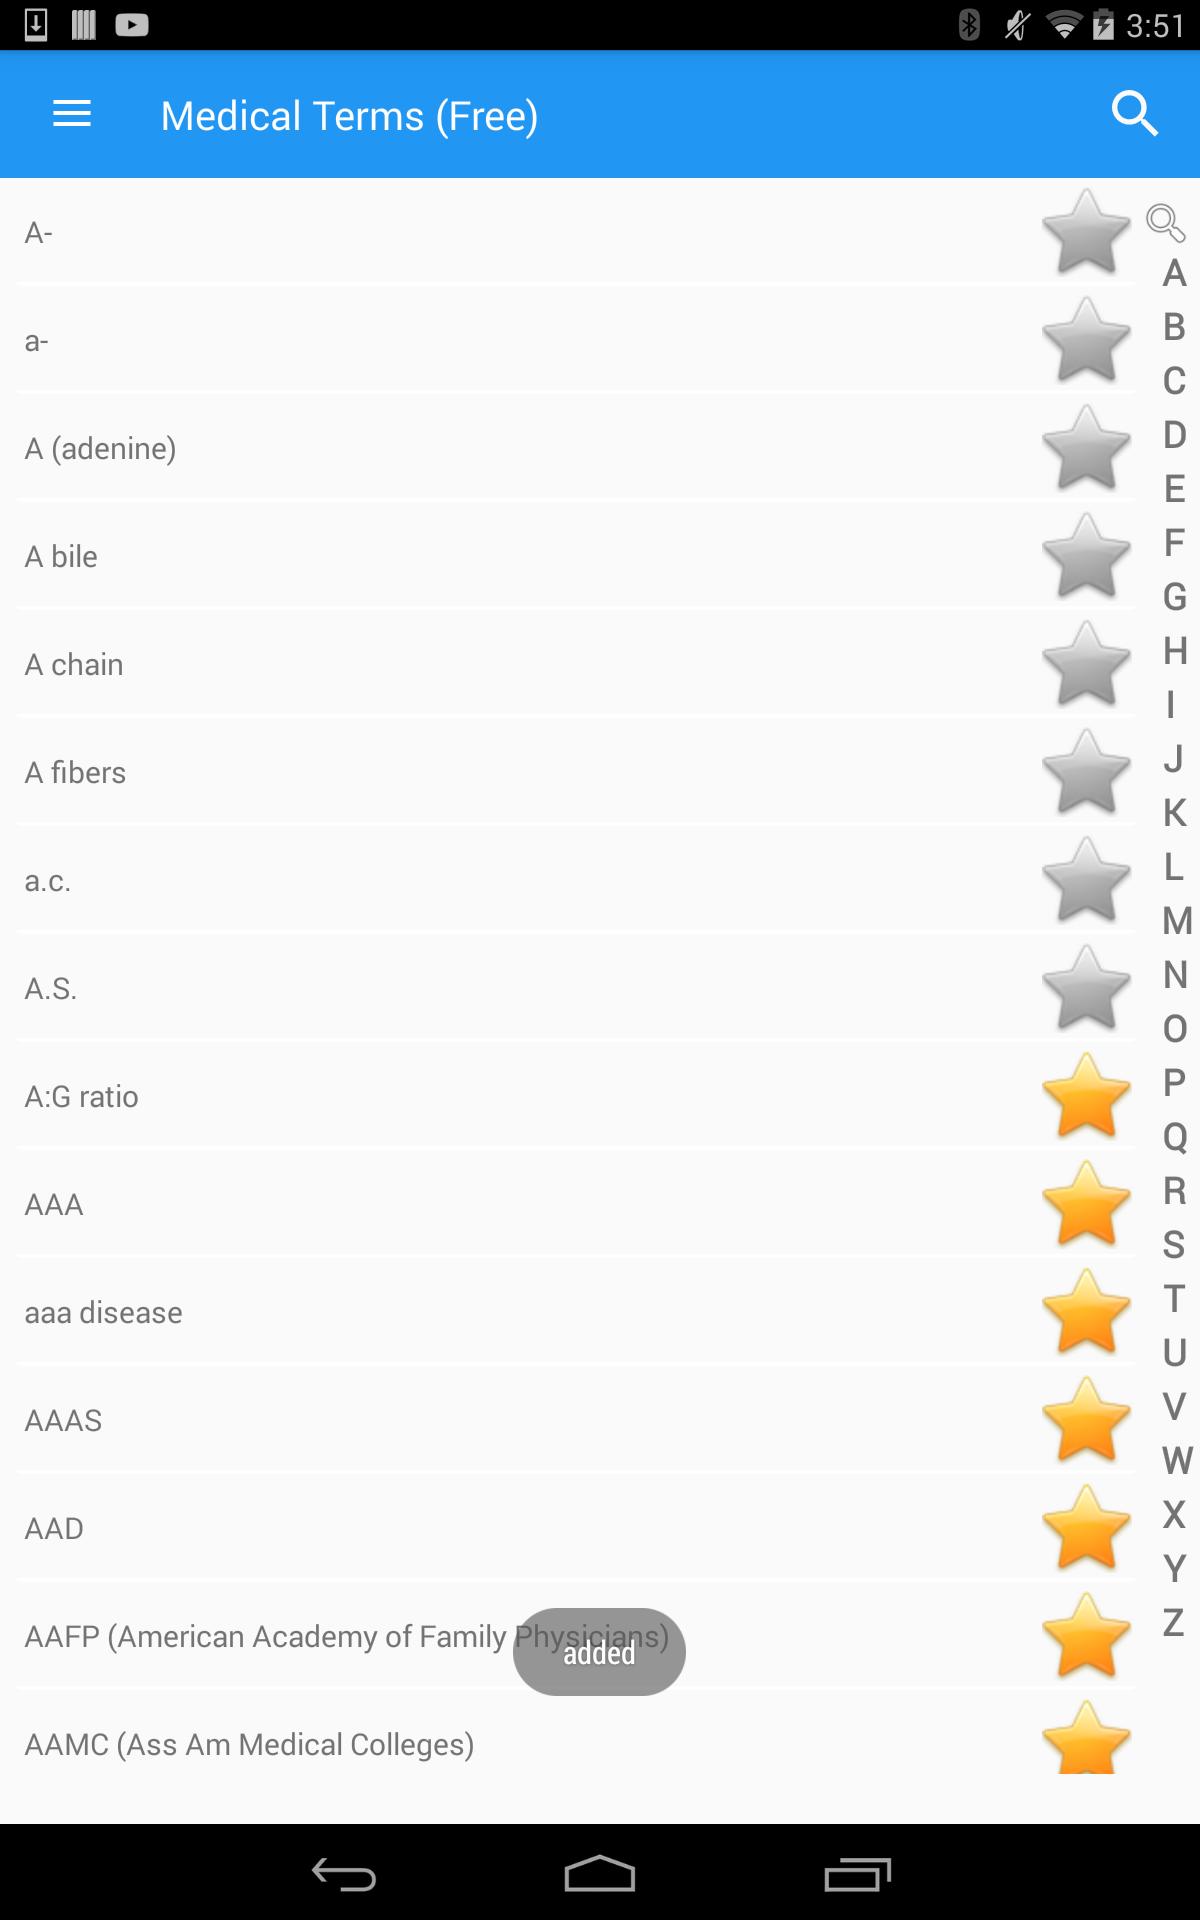 3:51
Medical Terms (Free)
A-
a-
A (adenine)
A bile
A chain
A fibers
a.c.
A.S.
A:G ratio
AAA
aaa disease
AAAS
AAD
AAFP (American Academy of Family Physicians)
added
AAMC (Ass Am Medical Colleges)
A
B
C
D
E
F
G
H
I
J
K
L
M
N
O
P
Q
R
S
T
U
V
W
X
Y
Z